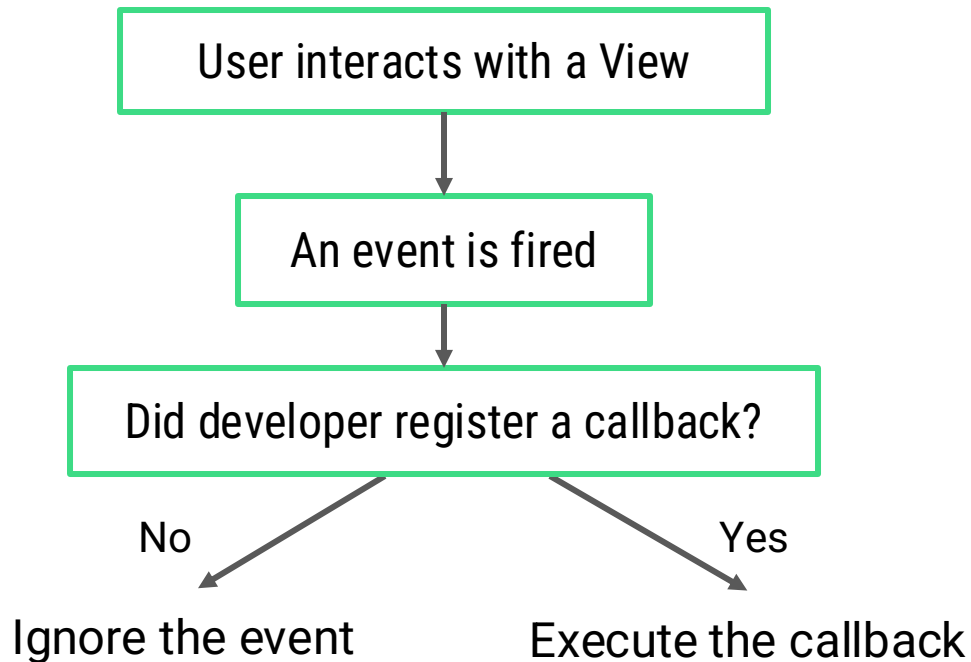 User interacts with a View
An event is fired
Did developer register a callback?
No
Yes
Ignore the event
Execute the callback